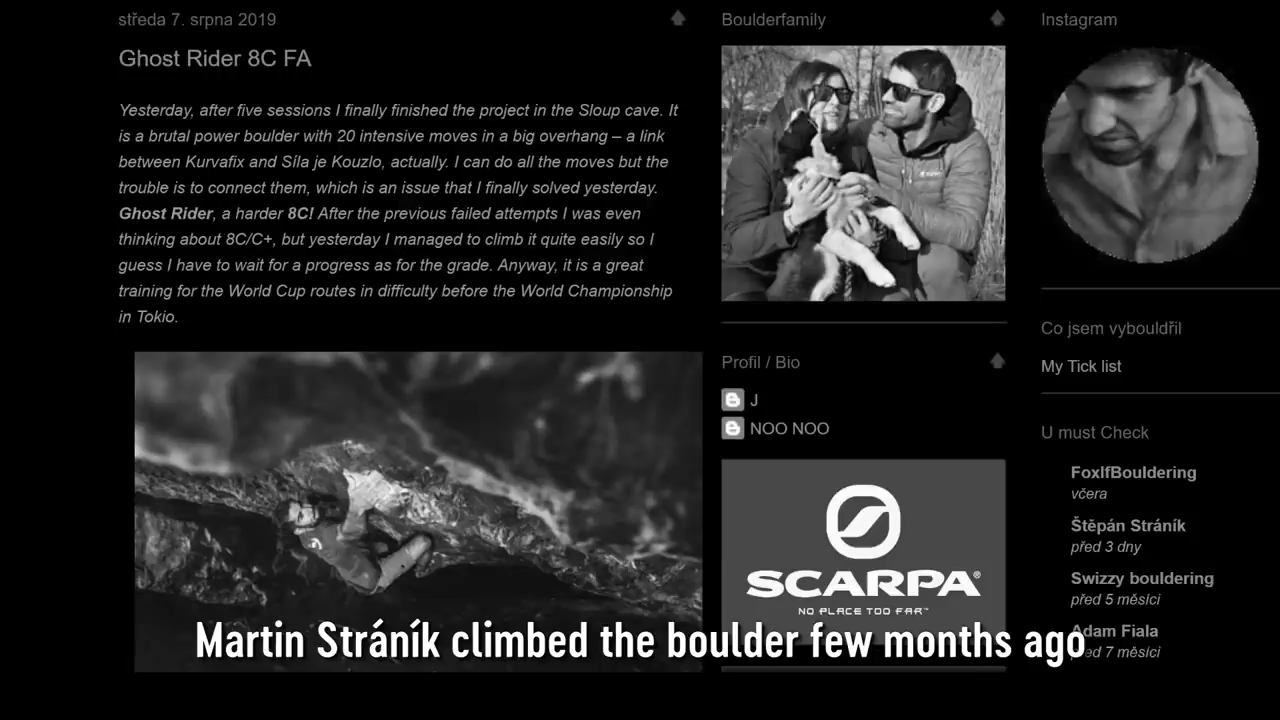 středa 7. srpna 2019
Ghost Rider 8C FA
Yesterday, after five sessions I finally finished the project in the Sloup cave. It
is a brutal power boulder with 20 intensive moves in a big overhang – a link
between Kurvafix and Síla je Kouzlo, actually. I can do all the moves but the
trouble is to connect them, which is an issue that I finally solved yesterday.
Ghost Rider, a harder 8C! After the previous failed attempts I was even
thinking about 8C/C+, but yesterday I managed to climb it quite easily so I
guess I have to wait for a progress as for the grade. Anyway, it is a great
training for the World Cup routes in difficulty before the World Championship
in Tokio.
Boulderfamily
Profil / Bio
J
NOO NOO
SCARPA®
NO PLACE TOO FAR™
Instagram
Co jsem vybouldřil
My Tick list
U must Check
FoxIfBouldering
včera
Štěpán Stráník
před 3 dny
Swizzy bouldering
před 5 měsíci
Adam Fiala
před 7 měsíci
Martin Stráník climbed the boulder few months ago